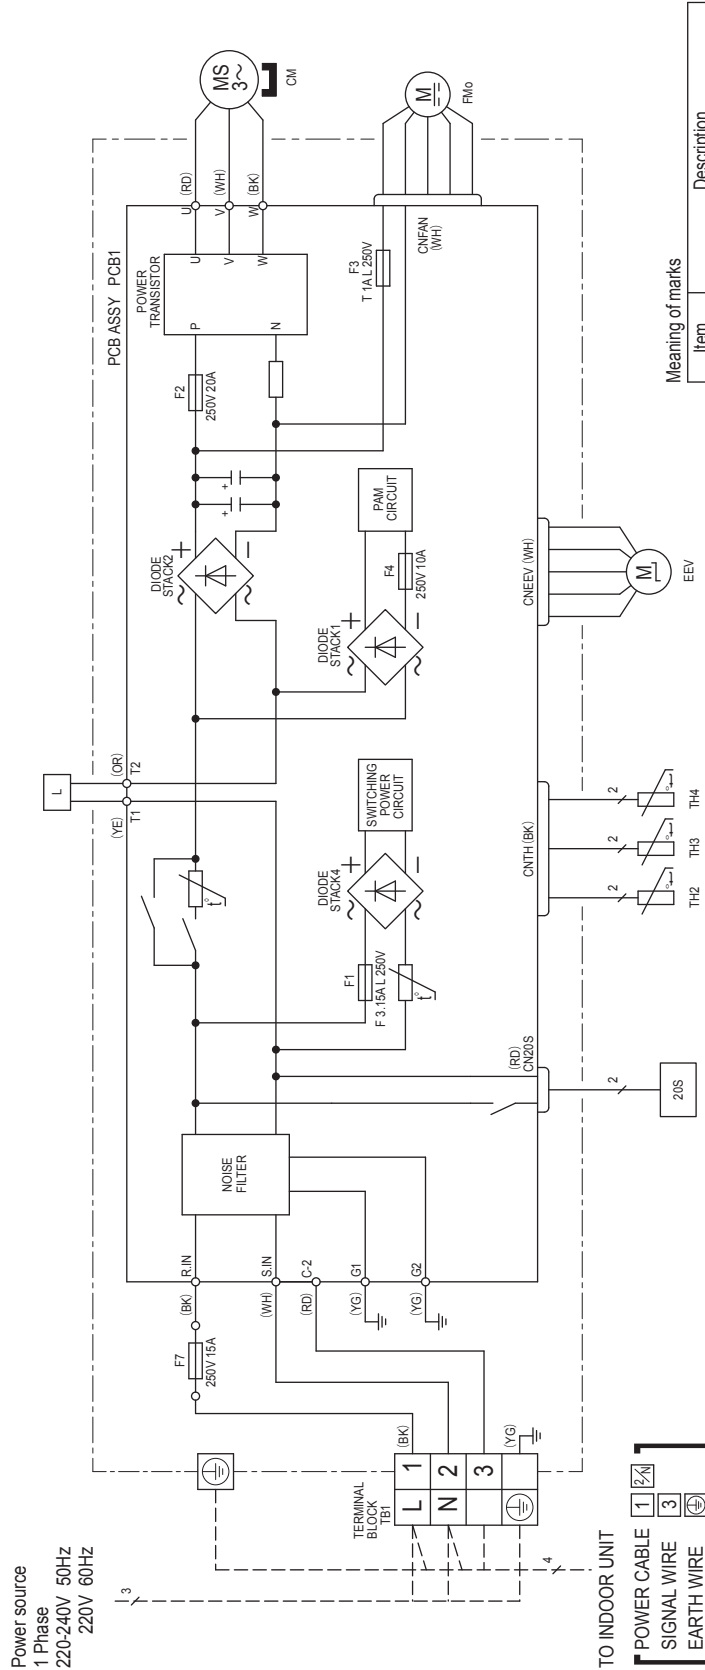 Power source
1 Phase
220-240V 50Hz
220V 60Hz
3
TO INDOOR UNIT
4
POWER CABLE 1 2/N
SIGNAL WIRE 3
EARTH WIRE
TERMINAL
BLOCK
TB1
L 1
N 2
3
(BK)
(YG)
F7
250V 15A
(BK)
R.IN
(WH)
S.IN
(RD)
C-2
(YG)
G1
(YG)
G2
NOISE
FILTER
(RD)
CN20S
2
20S
F1
F 3.15A L 250V
t°
DIODE
STACK4
+
−
SWITCHING
POWER
CIRCUIT
t°
(YE)
T1
(OR)
T2
L
CNTH (BK)
2
2
2
t°
t°
t°
TH2
TH3
TH4
DIODE
STACK1
+
−
F4
250V 10A
PAM
CIRCUIT
DIODE
STACK2
+
−
+
+
F2
250V 20A
CNEEV (WH)
M
EEV
PCB ASSY PCB1
POWER
TRANSISTOR
P
N
U
V
W
U
V
W
(RD)
(WH)
(BK)
MS
3~
CM
F3
T 1A L 250V
CNFAN
(WH)
M
FMo
Meaning of marks
Item
Description